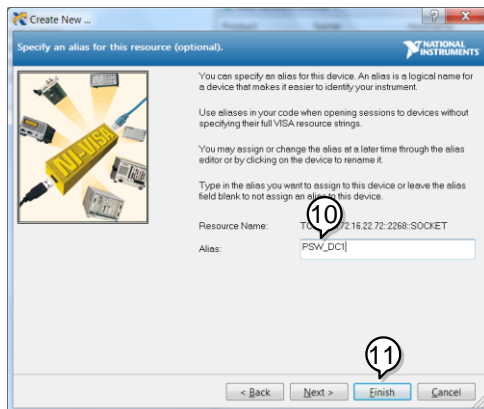 Create New ...
Specify an alias for this resource (optional).
NATIONAL
INSTRUMENTS
You can specify an alias for this device. An alias is a logical name for
a device that makes it easier to identify your instrument.
Use aliases in your code when opening sessions to devices without
specifying their full VISA resource strings.
You may assign or change the alias at a later time through the alias
editor or by clicking on the device to rename it.
Type in the alias you want to assign to this device or leave the alias
field blank to not assign an alias to this device.
10
Resource Name: 72.16.22.72::2268::SOCKET
Alias: PSW_DC1
11
< Back Next > Finish Cancel
NI-VISA